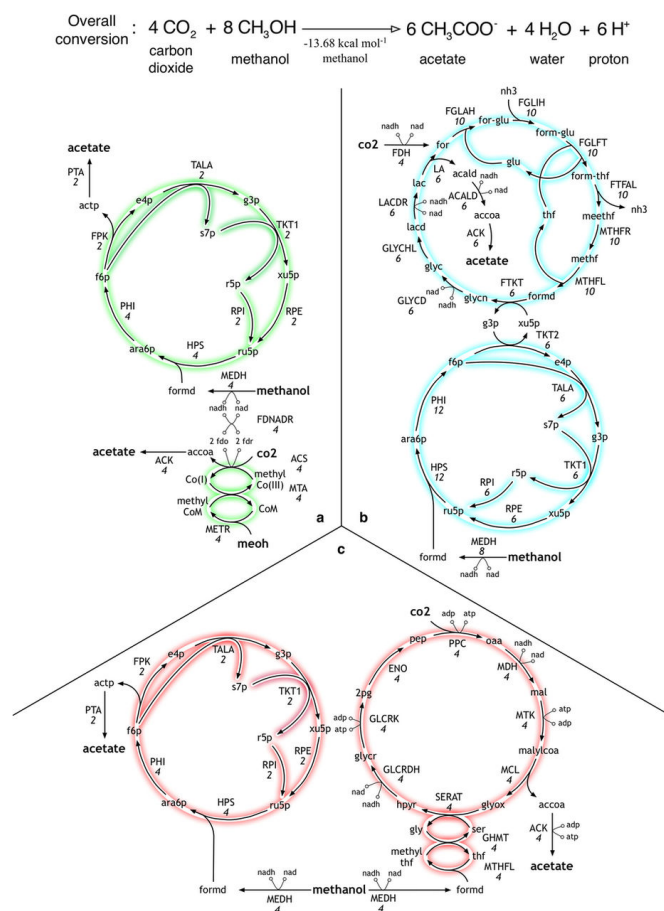 Overall conversion : 4 CO2 + 8 CH3OH -13.68 kcal mol-1 methanol 6 CH3COO- + 4 H2O + 6 H+
carbon dioxide methanol acetate water proton
acetate
PTA
2
actp
FPK
2
e4p
TALA
2
g3p
s7p
TKT1
2
f6p
r5p
xu5p
RPI
2
RPE
2
PHI
4
ara6p
HPS
4
ru5p
formd
MEDH
4
methanol
nadh
nad
FDNADR
4
2 fdo
2 fdr
acetate
ACK
4
accoa
co2
ACS
4
Co(I)
methyl
Co(III)
MTA
4
methyl
CoM
CoM
METR
4
meoh
a
nh3
FGLIH
10
FGLAH
10
for-glu
form-glu
co2
nadh
nad
FDH
4
for
FGLFT
10
glu
LA
6
acald
nadh
nad
ACALD
6
form-thf
FTFAL
10
nh3
lac
LACDR
6
nadh
nad
accoa
thf
meethf
lacd
ACK
6
MTHFR
10
GLYCHL
6
acetate
methf
glyc
MTHFL
10
GLYCD
6
nad
nadh
glycn
FTKT
6
formd
g3p
xu5p
TKT2
6
f6p
e4p
TALA
6
PHI
12
s7p
g3p
ara6p
TKT1
6
r5p
HPS
12
RPI
6
RPE
6
ru5p
xu5p
formd
MEDH
8
methanol
nadh
nad
b
c
FPK
2
e4p
TALA
2
g3p
actp
s7p
TKT1
2
PTA
2
acetate
f6p
r5p
xu5p
RPI
2
RPE
2
PHI
4
ara6p
HPS
4
ru5p
formd
co2
adp
atp
pep
PPC
4
oaa
nadh
nad
MDH
4
ENO
4
2pg
mal
adp
atp
GLCRK
4
MTK
4
atp
adp
glycr
malylcoa
GLCRDH
4
nad
nadh
MCL
4
hpyr
SERAT
4
glyox
accoa
gly
ser
GHMT
4
ACK
4
adp
atp
methyl
thf
thf
MTHFL
4
acetate
nadh
nad
MEDH
4
methanol
nadh
nad
MEDH
4
formd